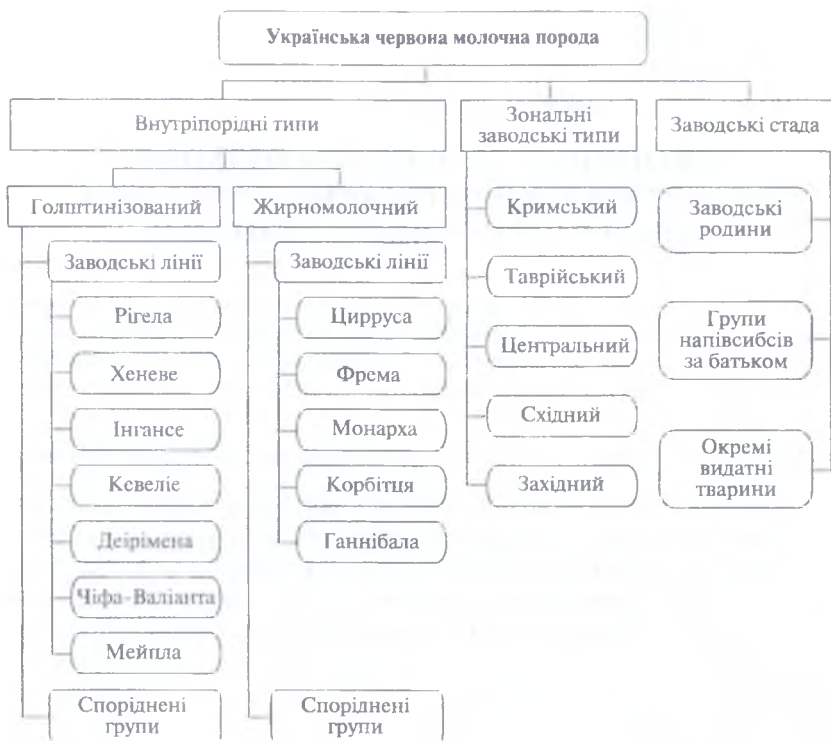 Українська червона молочна порода
Внутріпорідні типи
Зональні
заводські типи
Заводські стада
Голштинізований
Жирномолочний
Заводські лінії
Рігела
Хеневе
Інгансе
Кевеліє
Деірімена
Чіфа-Валіанта
Мейпла
Споріднені
групи
Заводські лінії
Цирруса
Фрема
Монарха
Корбітця
Ганнібала
Споріднені
групи
Кримський
Таврійський
Центральний
Східний
Західний
Заводські
родини
Групи
напівсибсів
за батьком
Окремі
видатні
тварини